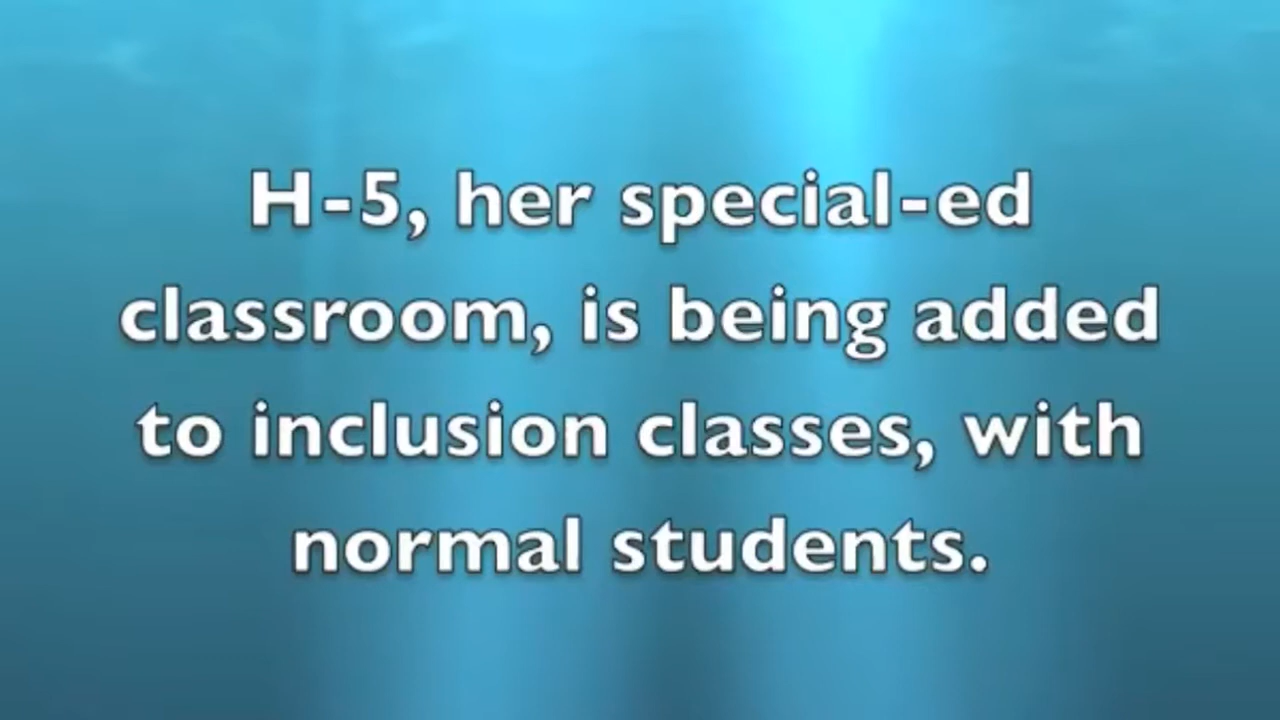 H-5, her special-ed
classroom, is being added
to inclusion classes, with
normal students.